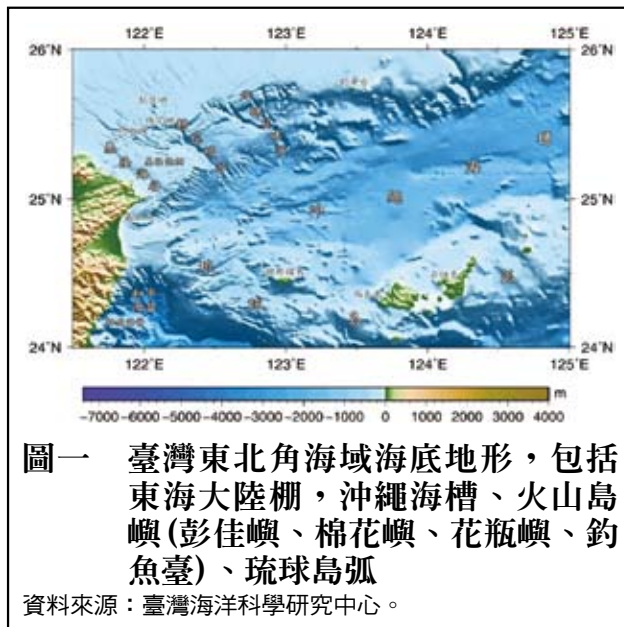 122°E 123°E 124°E 125°E
26°N 26°N
25°N 25°N
24°N 24°N
122°E 123°E 124°E 125°E
m
-7000 -6000 -5000 -4000 -3000 -2000 -1000 0 1000 2000 3000 4000
圖一 臺灣東北角海域海底地形，包括
東海大陸棚，沖繩海槽、火山島
嶼(彭佳嶼、棉花嶼、花瓶嶼、釣
魚臺)、琉球島弧
資料來源：臺灣海洋科學研究中心。